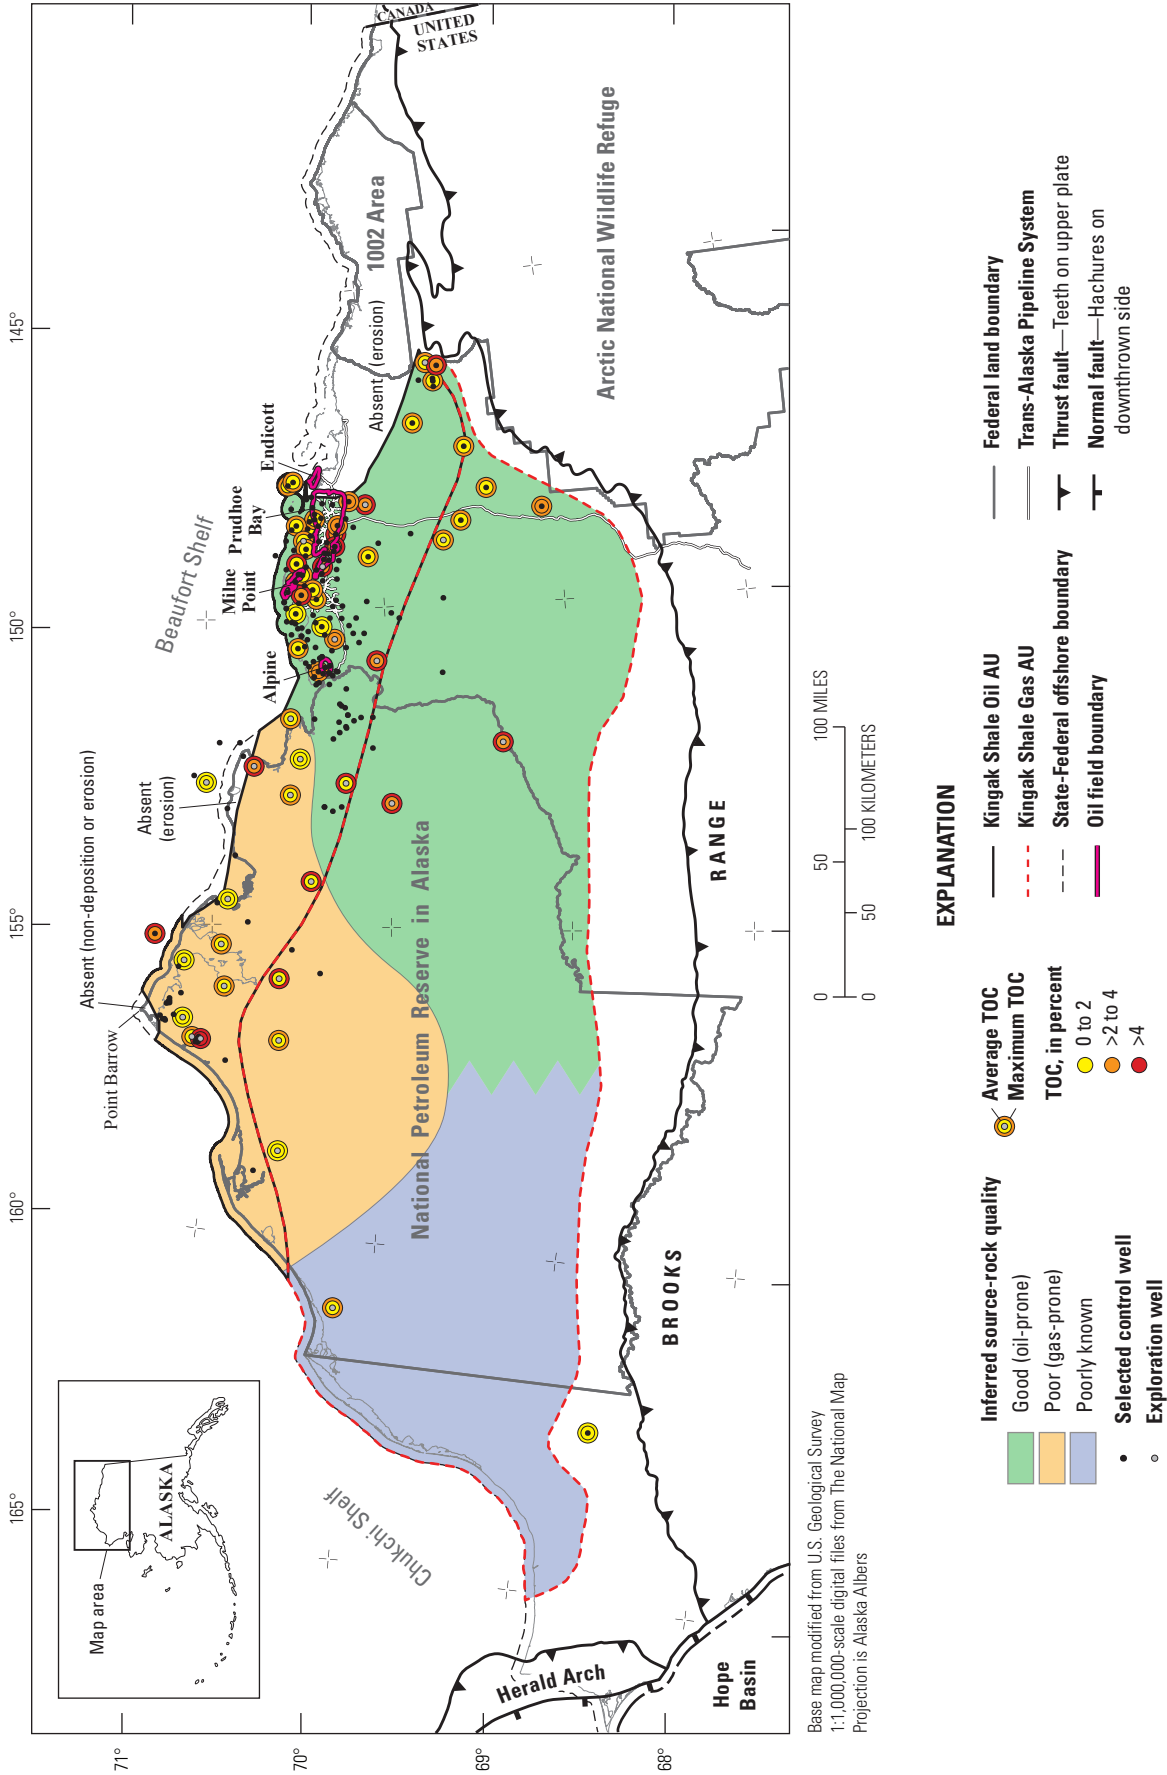 165°
160°
155°
150°
145°
71°
70°
69°
68°
Map area
ALASKA
Chukchi Shelf
Beaufort Shelf
Point Barrow
Absent (non-deposition or erosion)
Absent
(erosion)
Alpine
Milne
Point
Prudhoe
Bay
Endicott
Absent (erosion)
1002 Area
CANADA
UNITED
STATES
National Petroleum Reserve in Alaska
Arctic National Wildlife Refuge
BROOKS
RANGE
Herald Arch
Hope
Basin
Base map modified from U.S. Geological Survey
1:1,000,000-scale digital files from The National Map
Projection is Alaska Albers
0
50
100 MILES
0
50
100 KILOMETERS
EXPLANATION
Inferred source-rock quality
Good (oil-prone)
Poor (gas-prone)
Poorly known
Selected control well
Exploration well
Average TOC
Maximum TOC
TOC, in percent
0 to 2
>2 to 4
>4
Kingak Shale Oil AU
Kingak Shale Gas AU
State-Federal offshore boundary
Oil field boundary
Federal land boundary
Trans-Alaska Pipeline System
Thrust fault—Teeth on upper plate
Normal fault—Hachures on
downthrown side